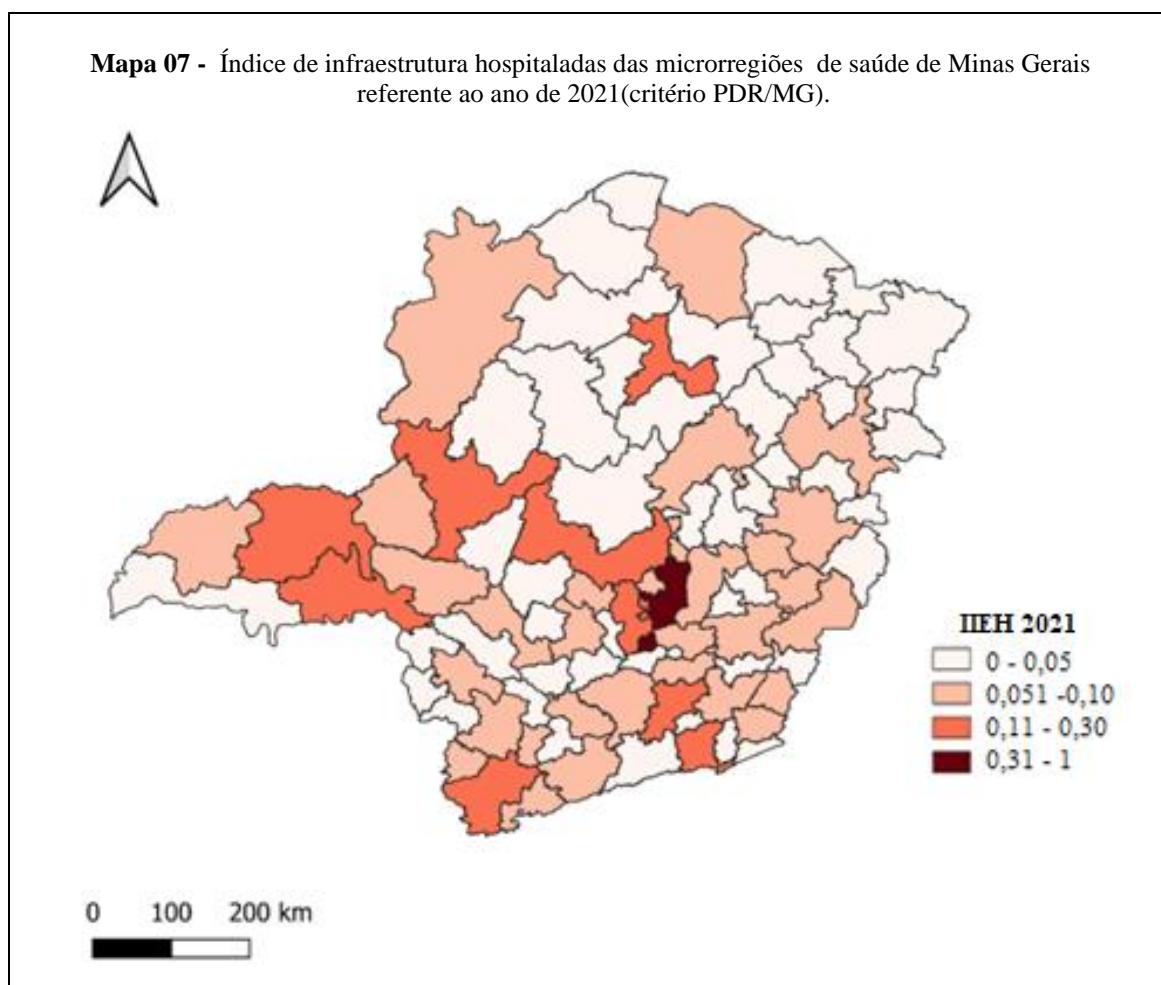 Mapa 07 - Índice de infraestrutura hospitaladas das microrregiões de saúde de Minas Gerais
referente ao ano de 2021(critério PDR/MG).
IIEH 2021
0 - 0,05
0,051 -0,10
0,11 - 0,30
0,31 - 1
0 100 200 km